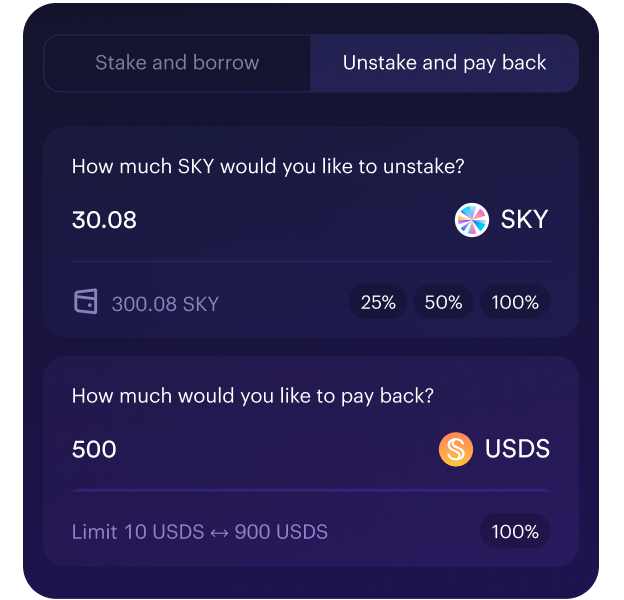 Stake and borrow
Unstake and pay back
How much SKY would you like to unstake?
30.08
SKY
300.08 SKY
25%
50%
100%
How much would you like to pay back?
500
USDS
Limit 10 USDS ↔ 900 USDS
100%